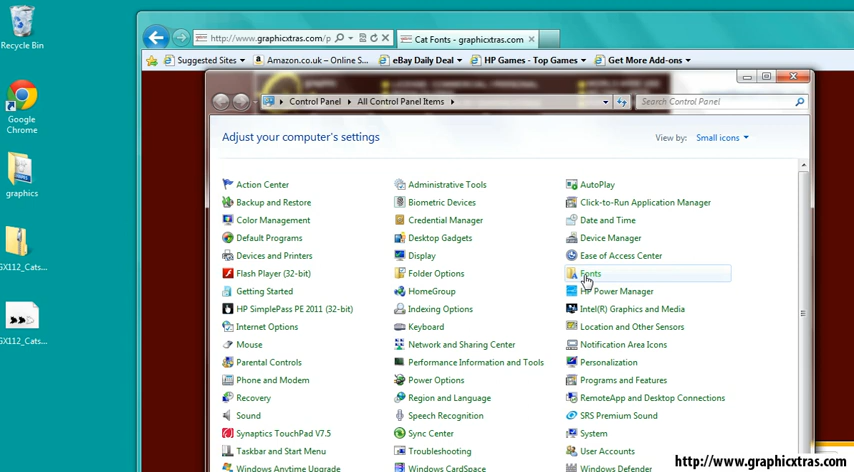 Recycle Bin
Google
Chrome
graphics
GX112_Cats...
GX112_Cats...
http://www.graphicxtras.com/p
Cat Fonts - graphicxtras.com
Suggested Sites
Amazon.co.uk – Online S...
eBay Daily Deal
HP Games - Top Games
Get More Add-ons
Control Panel
All Control Panel Items
Search Control Panel
Adjust your computer's settings
View by:
Small icons
Action Center
Administrative Tools
AutoPlay
Backup and Restore
Biometric Devices
Click-to-Run Application Manager
Color Management
Credential Manager
Date and Time
Default Programs
Desktop Gadgets
Device Manager
Devices and Printers
Display
Ease of Access Center
Flash Player (32-bit)
Folder Options
Fonts
Getting Started
HomeGroup
HP Power Manager
HP SimplePass PE 2011 (32-bit)
Indexing Options
Intel(R) Graphics and Media
Internet Options
Keyboard
Location and Other Sensors
Mouse
Network and Sharing Center
Notification Area Icons
Parental Controls
Performance Information and Tools
Personalization
Phone and Modem
Power Options
Programs and Features
Recovery
Region and Language
RemoteApp and Desktop Connections
Sound
Speech Recognition
SRS Premium Sound
Synaptics TouchPad V7.5
Sync Center
System
Taskbar and Start Menu
Troubleshooting
User Accounts
Windows Anytime Upgrade
Windows CardSpace
Windows Defender
http://www.graphicxtras.com